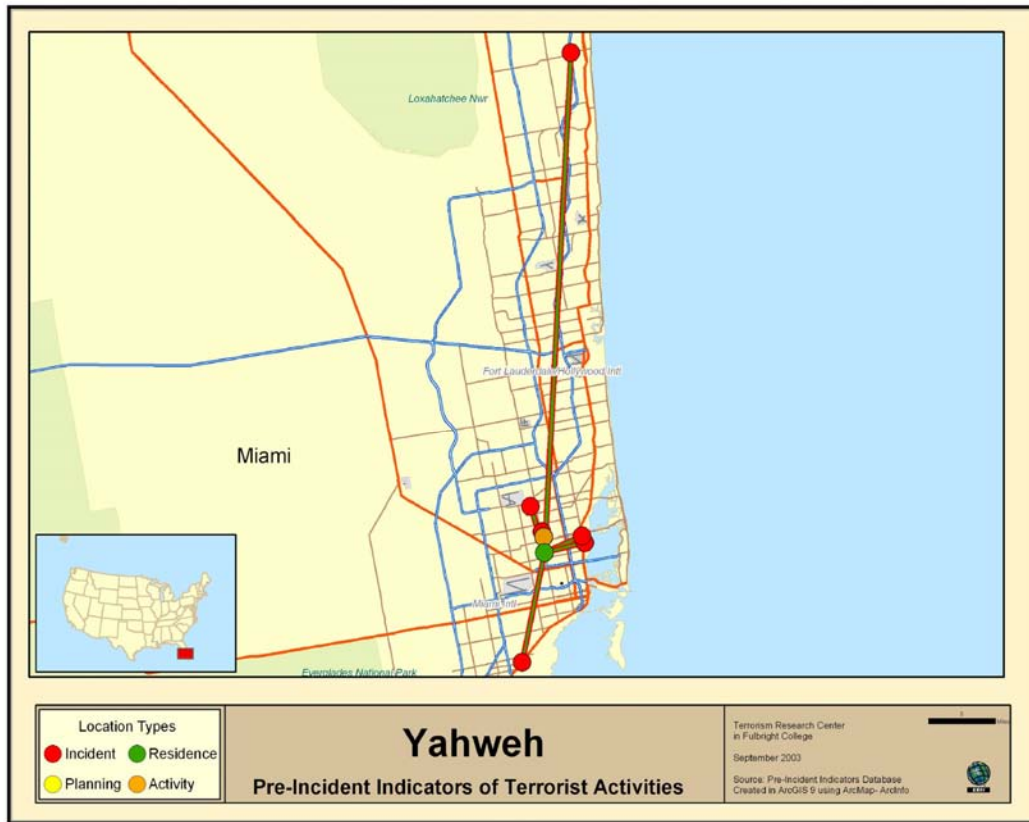 Loxahatchee Nwr
Fort Lauderdale/Hollywood Intl
Miami
Miami Intl
Everglades National Park
Location Types
Incident Residence
Planning Activity
Yahweh
Pre-Incident Indicators of Terrorist Activities
Terrorism Research Center
in Fulbright College
September 2003
Source: Pre-Incident Indicators Database
Created in ArcGIS 9 using ArcMap- ArcInfo